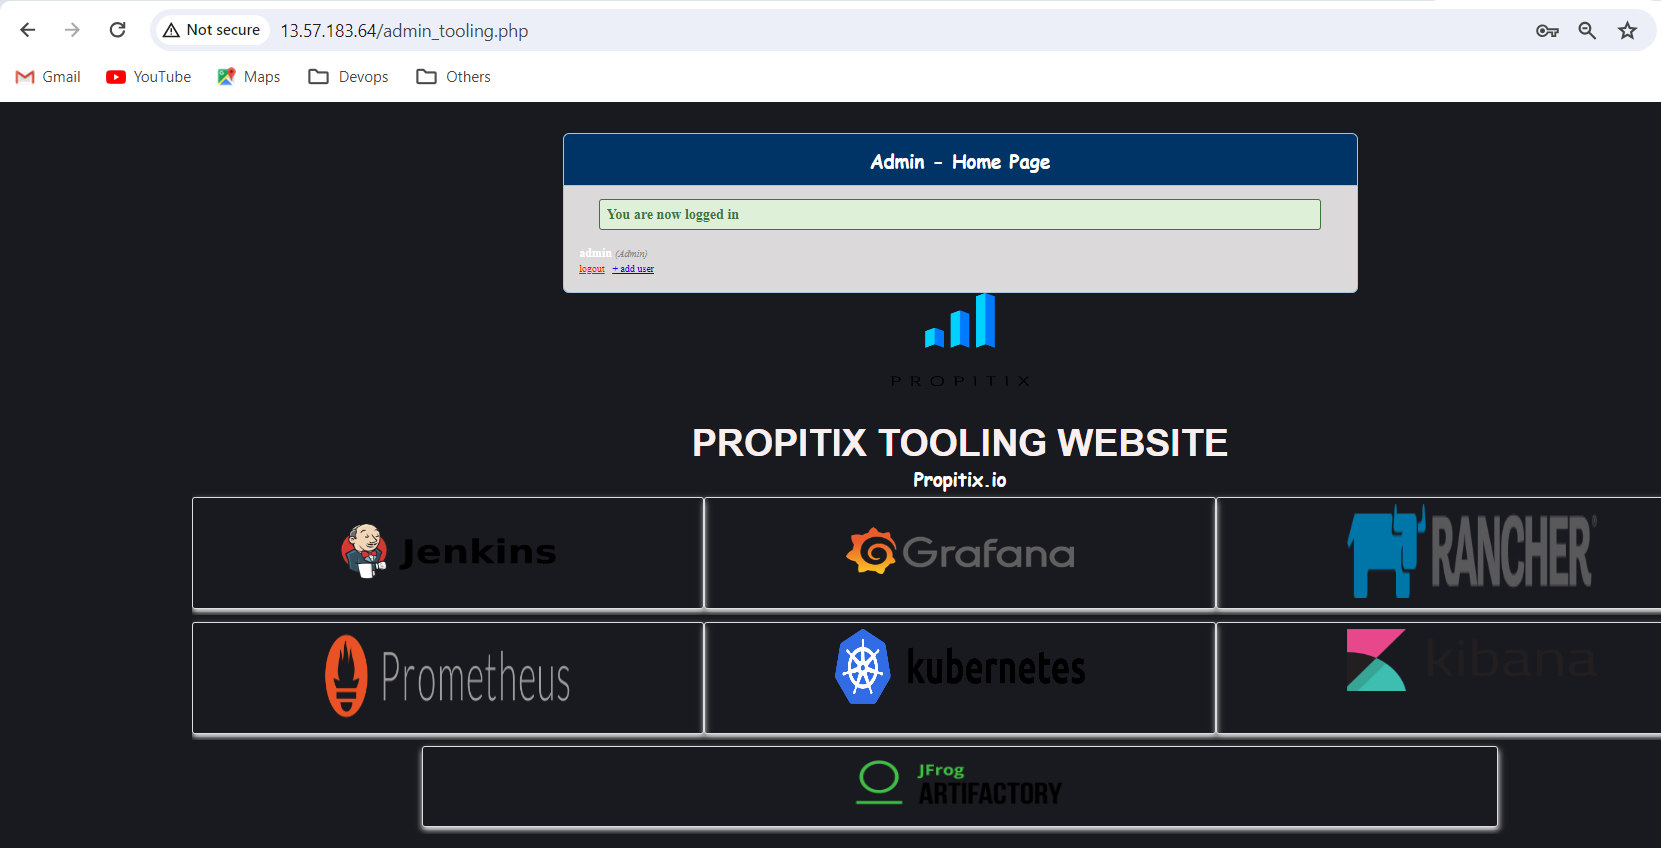 Not secure 13.57.183.64/admin_tooling.php
Gmail YouTube Maps Devops Others
Admin - Home Page
You are now logged in
admin (Admin)
logout + add user
PROPITIX
PROPITIX TOOLING WEBSITE
Propitix.io
Jenkins Grafana RANCHER®
Prometheus kubernetes kibana
JFrog
ARTIFACTORY